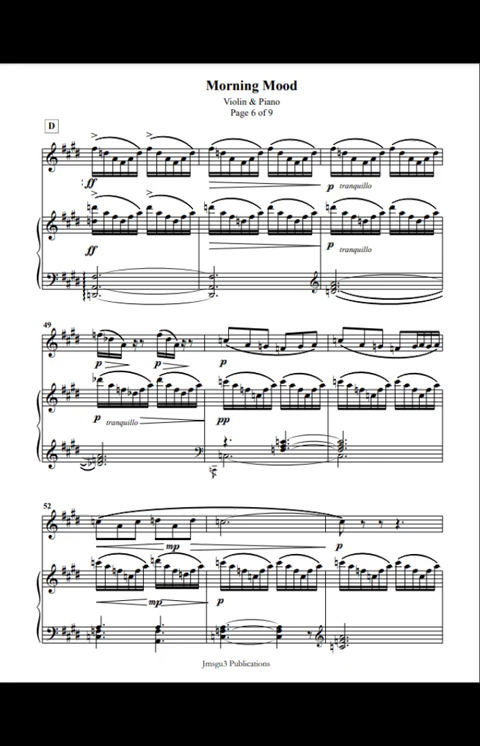 Morning Mood
Violin & Piano
Page 6 of 9
D
ff
p tranquillo
ff
p tranquillo
49
p p p
p tranquillo pp
52
mp p
mp p
Jmsgu3 Publications